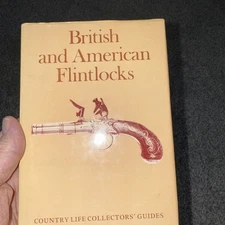 British
and American
Flintlocks
COUNTRY LIFE COLLECTORS' GUIDES